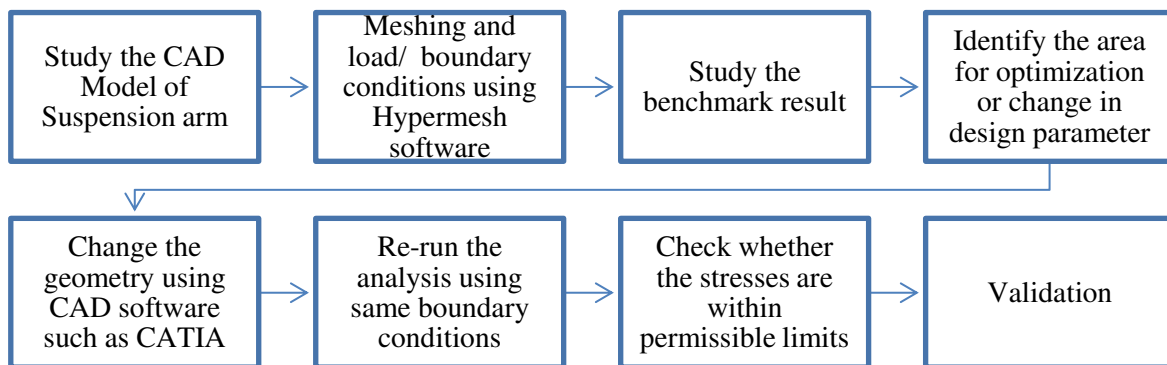 Study the CAD
Model of
Suspension arm
Meshing and
load/ boundary
conditions using
Hypermesh
software
Study the
benchmark result
Identify the area
for optimization
or change in
design parameter
Change the
geometry using
CAD software
such as CATIA
Re-run the
analysis using
same boundary
conditions
Check whether
the stresses are
within
permissible limits
Validation